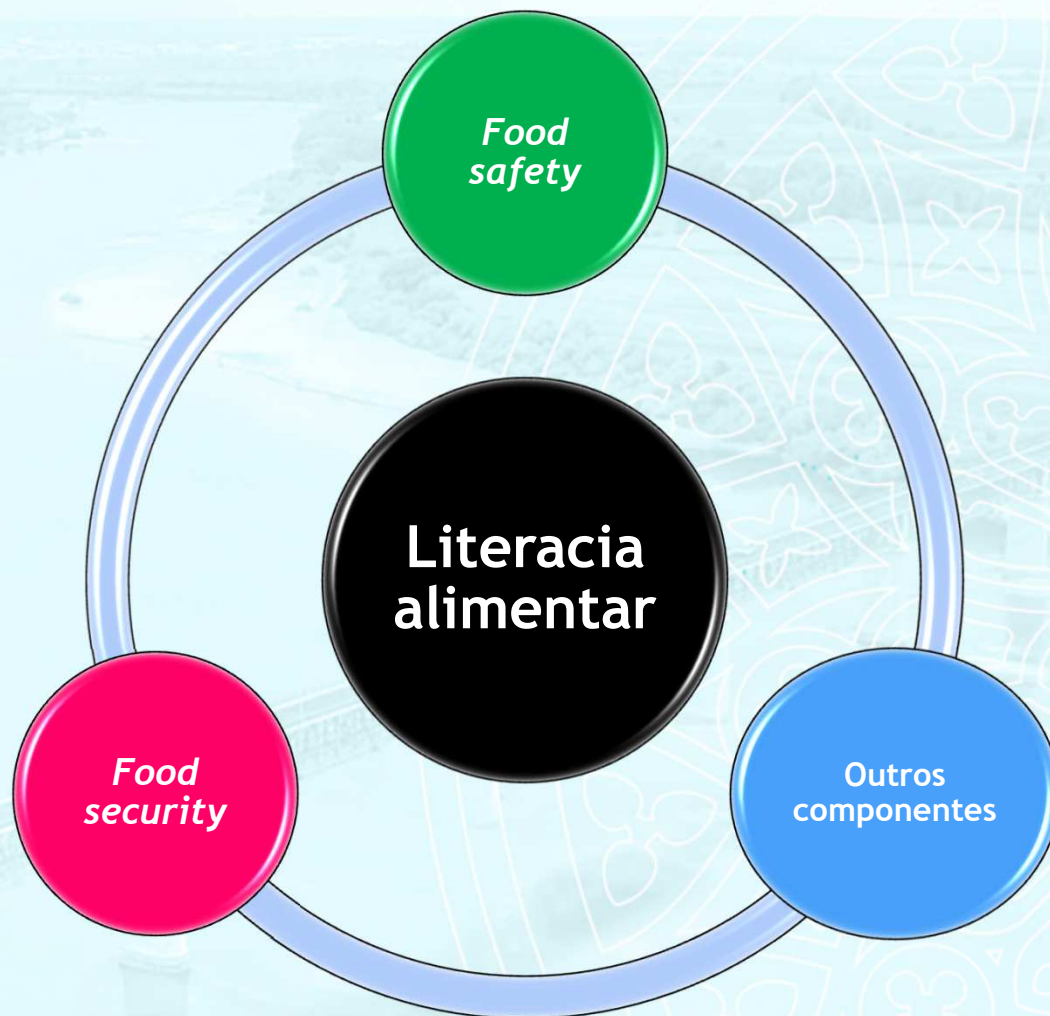 Food
safety
Literacia
alimentar
Food
security
Outros
componentes